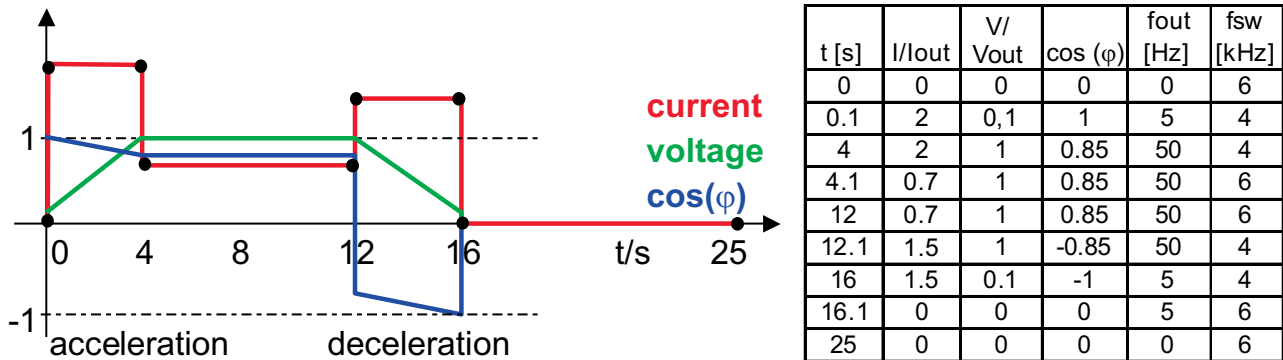 1
-1
0 4 8 12 16 t/s 25
acceleration deceleration
current
voltage
cos(φ)
t [s] I/Iout V/ Vout cos (φ) fout [Hz] fsw [kHz]
0 0 0 0 0 6
0.1 2 0,1 1 5 4
4 2 1 0.85 50 4
4.1 0.7 1 0.85 50 6
12 0.7 1 0.85 50 6
12.1 1.5 1 -0.85 50 4
16 1.5 0.1 -1 5 4
16.1 0 0 0 5 6
25 0 0 0 0 6